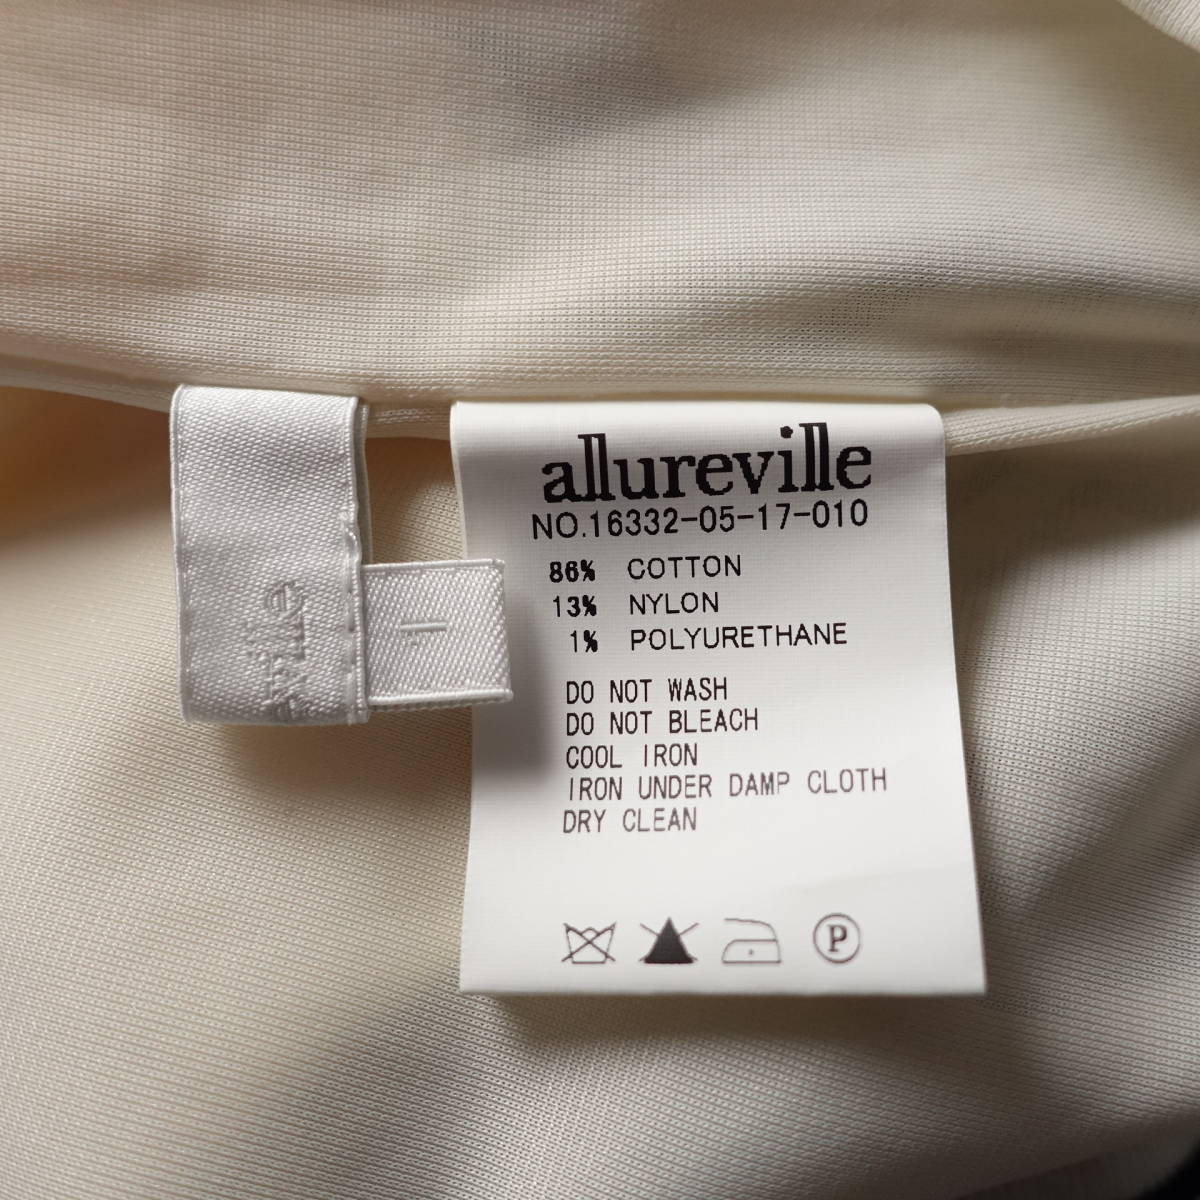 allureville
NO.16332-05-17-010
86% COTTON
13% NYLON
1% POLYURETHANE
DO NOT WASH
DO NOT BLEACH
COOL IRON
IRON UNDER DAMP CLOTH
DRY CLEAN
P
1